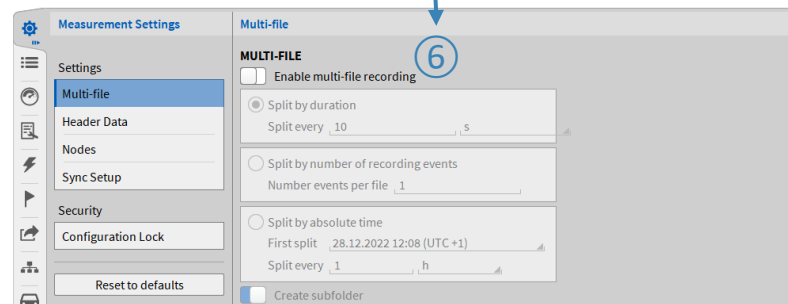 Measurement Settings
Multi-file
Settings
Multi-file
Header Data
Nodes
Sync Setup
Security
Configuration Lock
Reset to defaults
6
MULTI-FILE
Enable multi-file recording
Split by duration
Split every 10 s
Split by number of recording events
Number events per file 1
Split by absolute time
First split 28.12.2022 12:08 (UTC +1)
Split every 1 h
Create subfolder